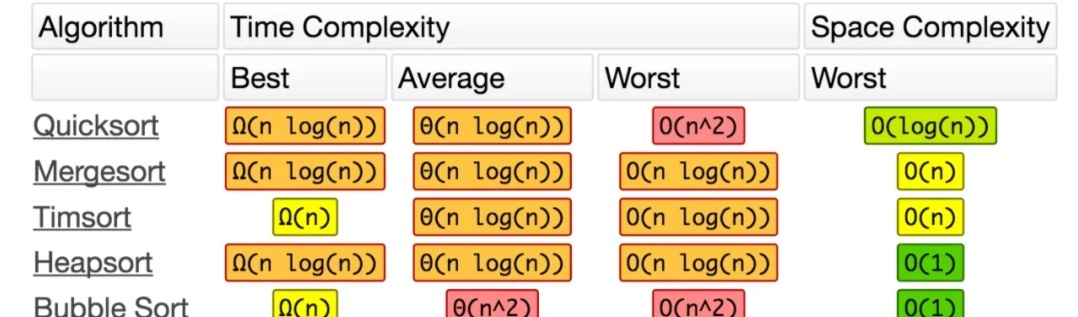 Algorithm Time Complexity Space Complexity
Best Average Worst Worst
Quicksort Ω(n log(n)) θ(n log(n)) O(n^2) O(log(n))
Mergesort Ω(n log(n)) θ(n log(n)) O(n log(n)) O(n)
Timsort Ω(n) θ(n log(n)) O(n log(n)) O(n)
Heapsort Ω(n log(n)) θ(n log(n)) O(n log(n)) O(1)
Bubble Sort Ω(n) θ(n^2) O(n^2) O(1)